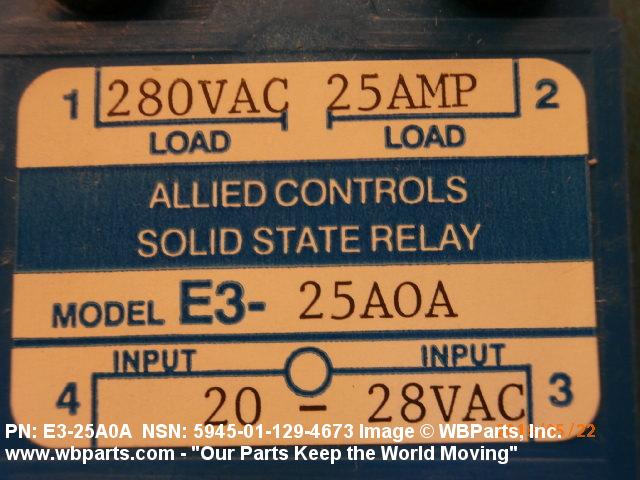 1 280VAC 25AMP 2
LOAD LOAD
ALLIED CONTROLS
SOLID STATE RELAY
MODEL E3- 25A0A
INPUT INPUT
4 20 - 28VAC 3
PN: E3-25A0A NSN: 5945-01-129-4673 Image © WBParts, Inc.
www.wbparts.com - "Our Parts Keep the World Moving"